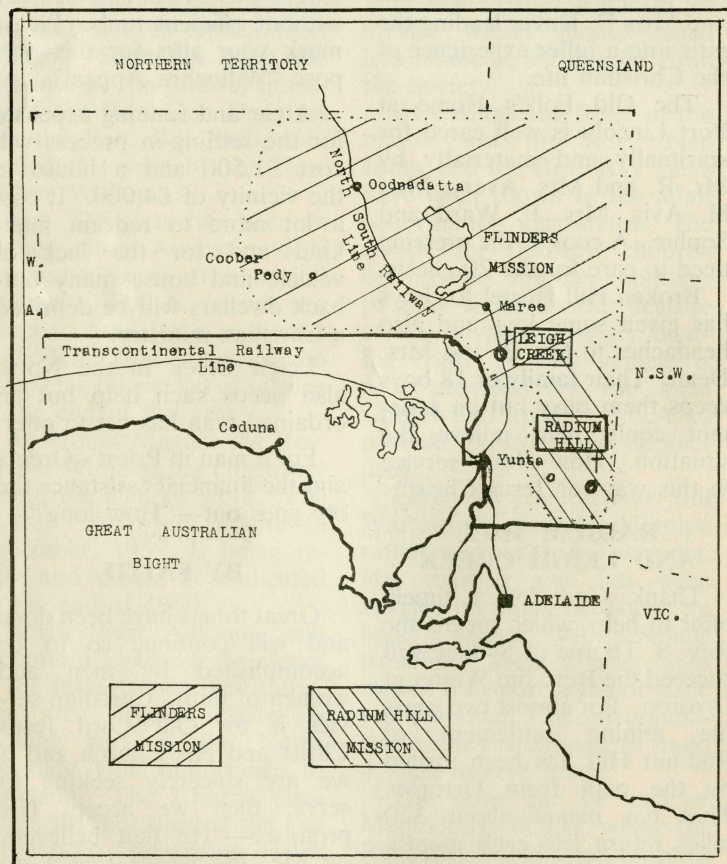 NORTHERN TERRITORY
QUEENSLAND
North South Railway
Line
Oodnadatta
Coober
Pedy
FLINDERS
MISSION
W.
A.
Maree
LEIGH
CREEK
Transcontinental Railway
Line
N.S.W.
RADIUM
HILL
Ceduna
Yunta
GREAT AUSTRALIAN
BIGHT
ADELAIDE
VIC.
FLINDERS
MISSION
RADIUM HILL
MISSION